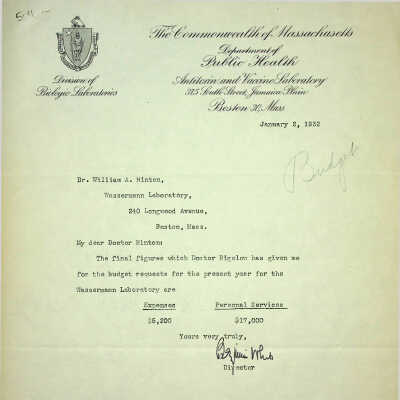 The Commonwealth of Massachusetts
Department of
Public Health
Division of
Biologic Laboratories
Antitoxin and Vaccine Laboratory
375 South Street, Jamaica Plain
Boston 30, Mass
January 2, 1932
Budget
Dr. William A. Hinton,
Wassermann Laboratory,
240 Longwood Avenue,
Boston, Mass.
My dear Doctor Hinton:
The final figures which Doctor Bigelow has given me
for the budget requests for the present year for the
Wassermann Laboratory are
Expenses Personal Services
$6,200 $17,000
Yours very truly,
Director